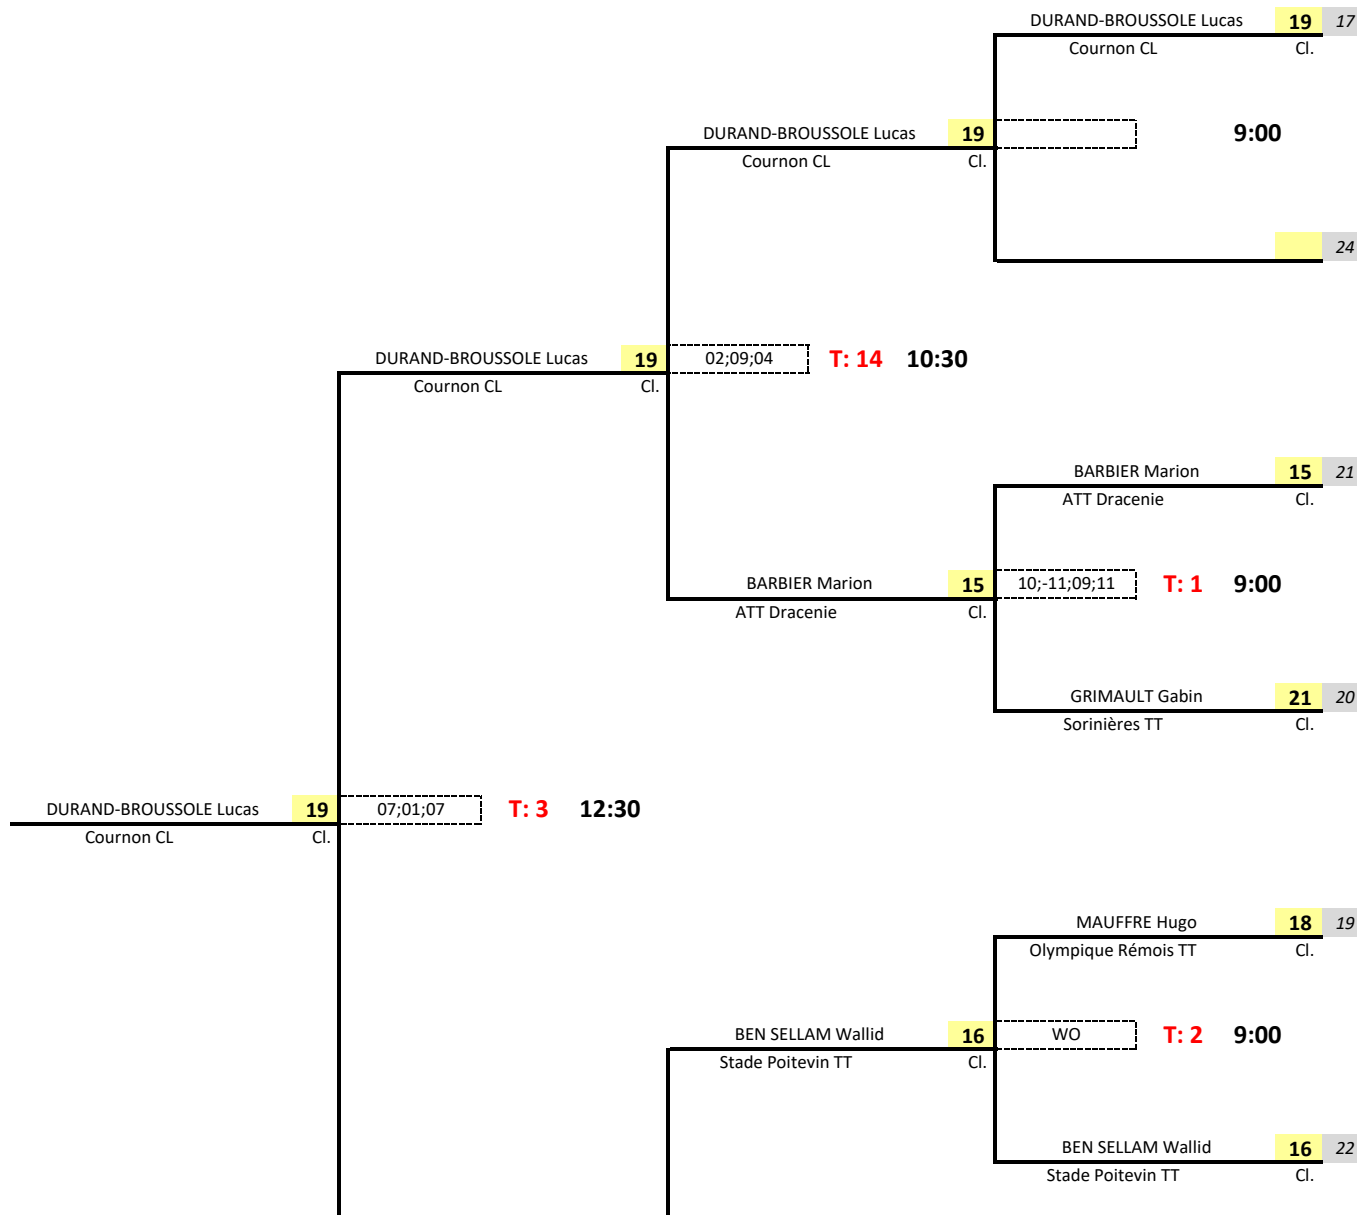 DURAND-BROUSSOLE Lucas 19 17
Cournon CL Cl.
DURAND-BROUSSOLE Lucas 19 9:00
Cournon CL Cl.
24
DURAND-BROUSSOLE Lucas 19 02;09;04 T: 14 10:30
Cournon CL Cl.
BARBIER Marion 15 21
ATT Dracenie Cl.
BARBIER Marion 15 10;-11;09;11 T: 1 9:00
ATT Dracenie Cl.
GRIMAULT Gabin 21 20
Sorinières TT Cl.
DURAND-BROUSSOLE Lucas 19 07;01;07 T: 3 12:30
Cournon CL Cl.
MAUFFRE Hugo 18 19
Olympique Rémois TT Cl.
BEN SELLAM Wallid 16 WO T: 2 9:00
Stade Poitevin TT Cl.
BEN SELLAM Wallid 16 22
Stade Poitevin TT Cl.